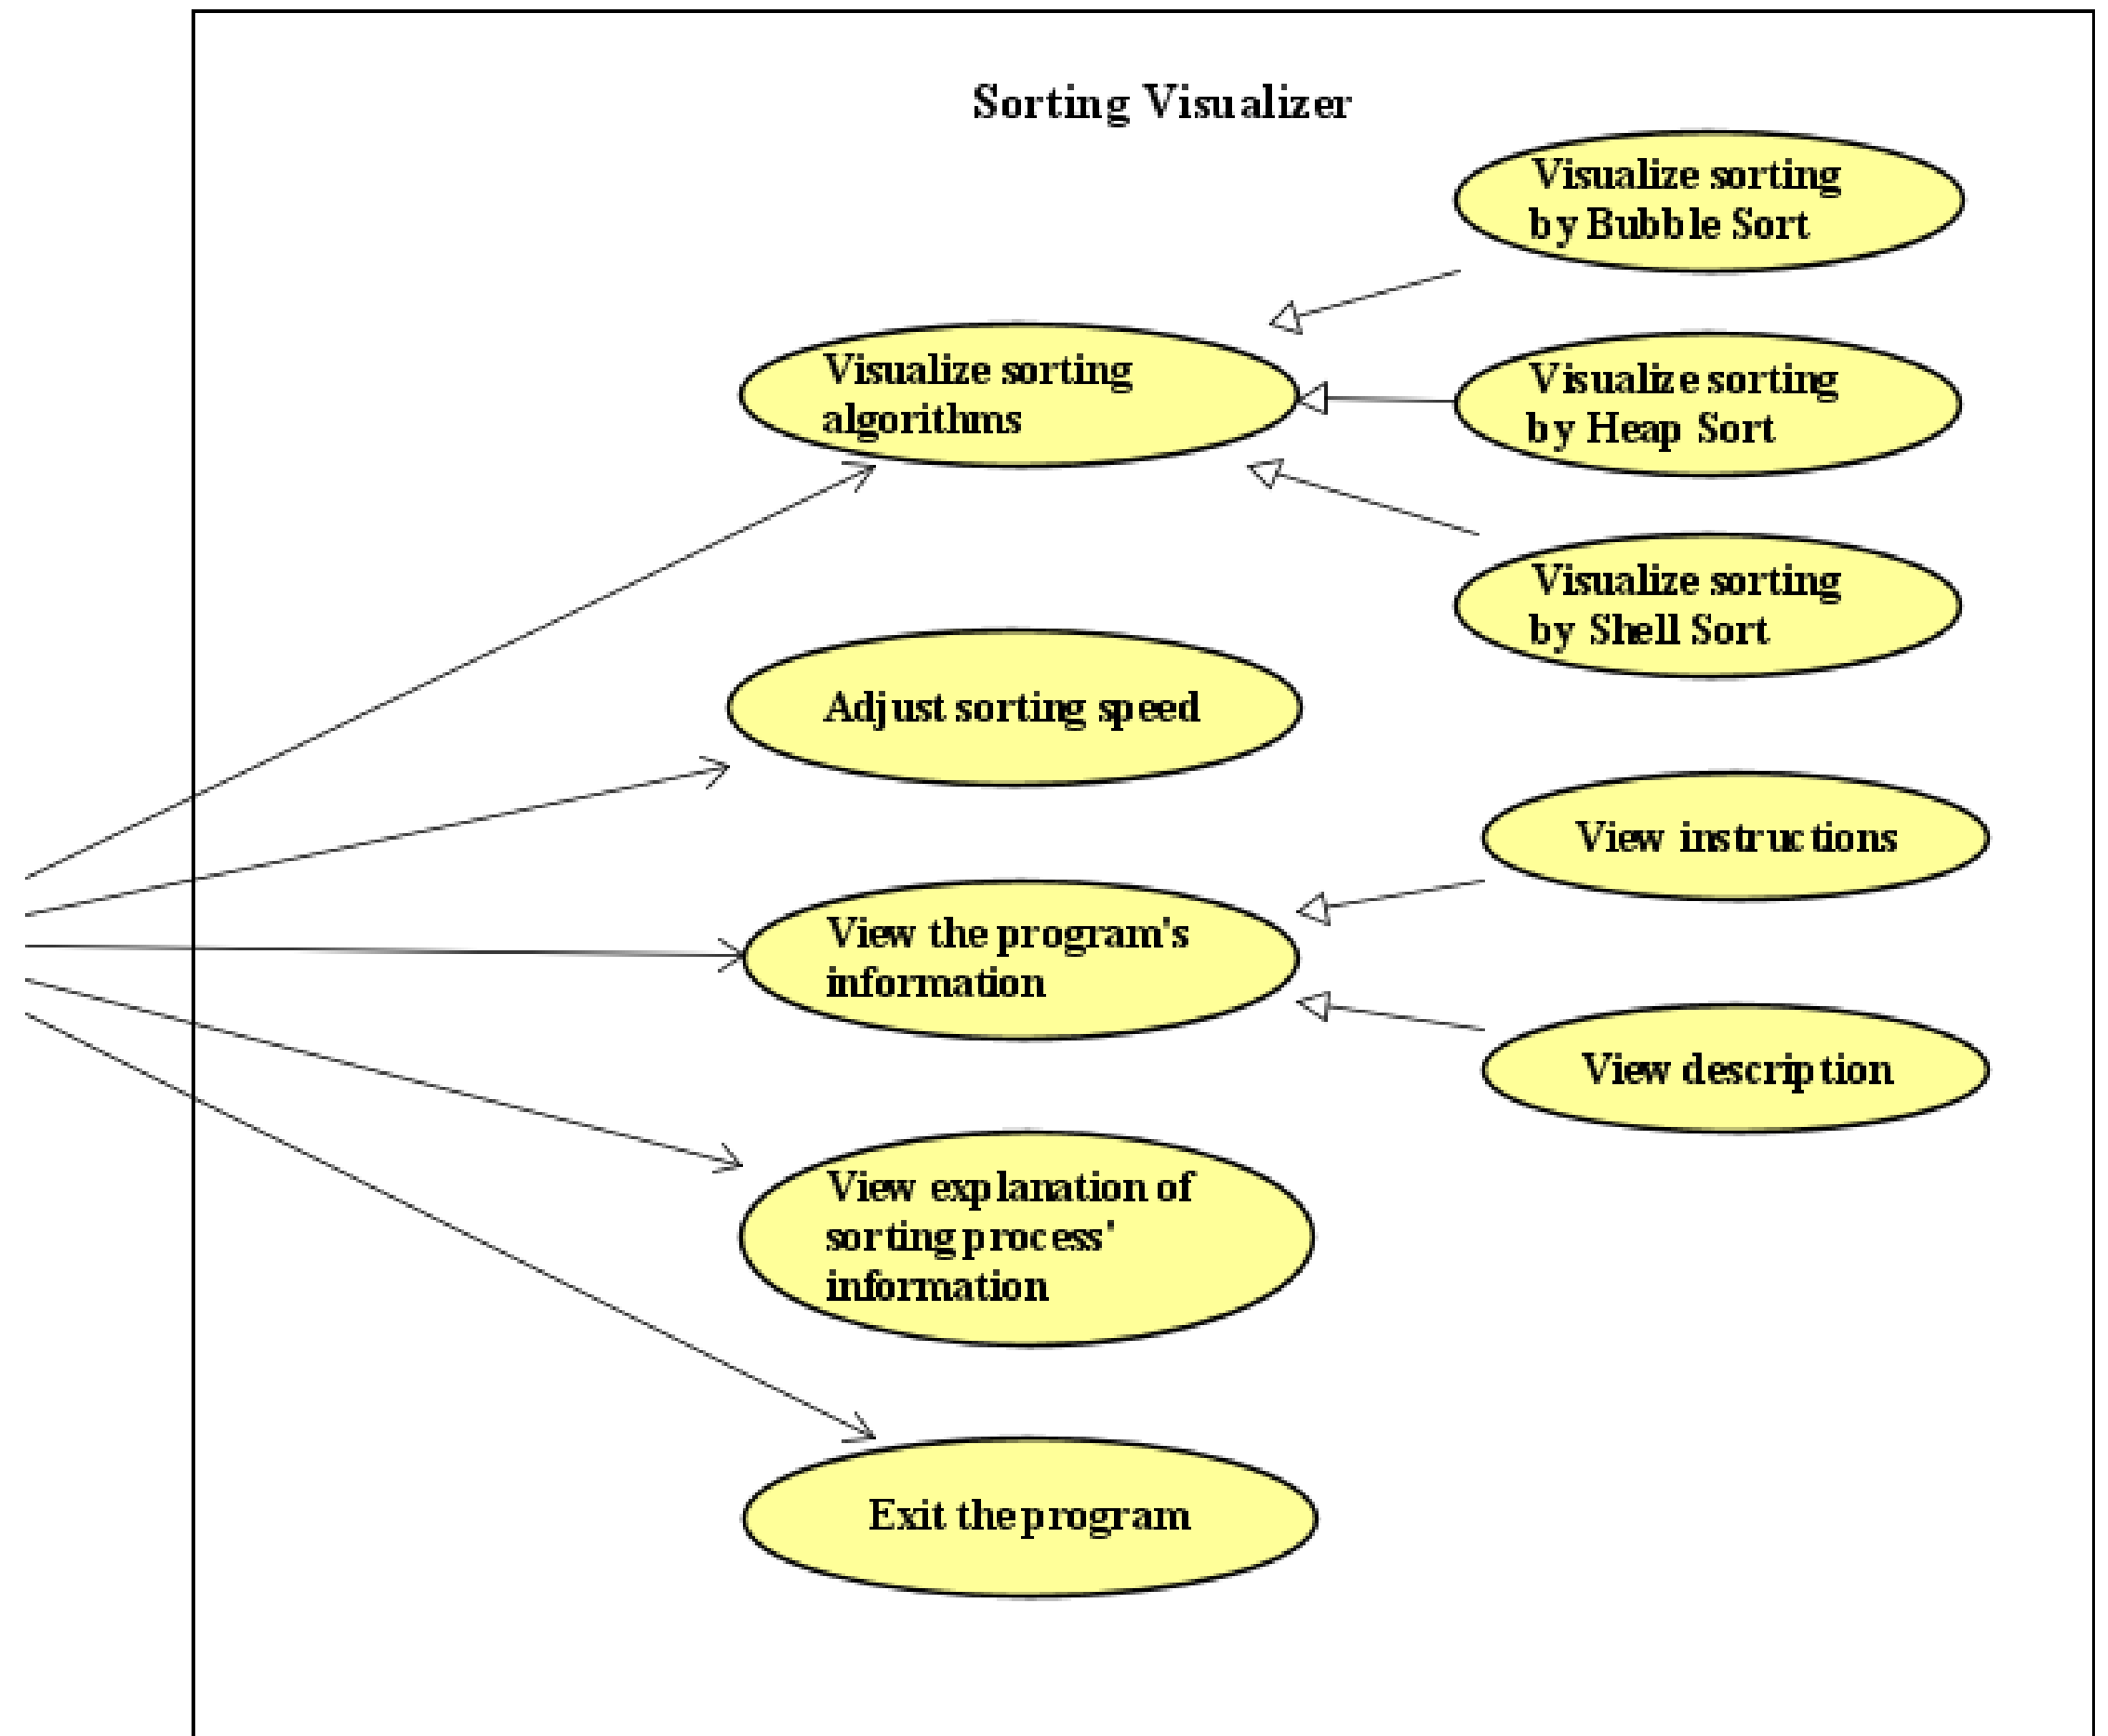 Sorting Visualizer
Visualize sorting
by Bubble Sort
Visualize sorting
algorithms
Visualize sorting
by Heap Sort
Visualize sorting
by Shell Sort
Adjust sorting speed
View instructions
View the program's
information
View description
View explanation of
sorting process'
information
Exit the program